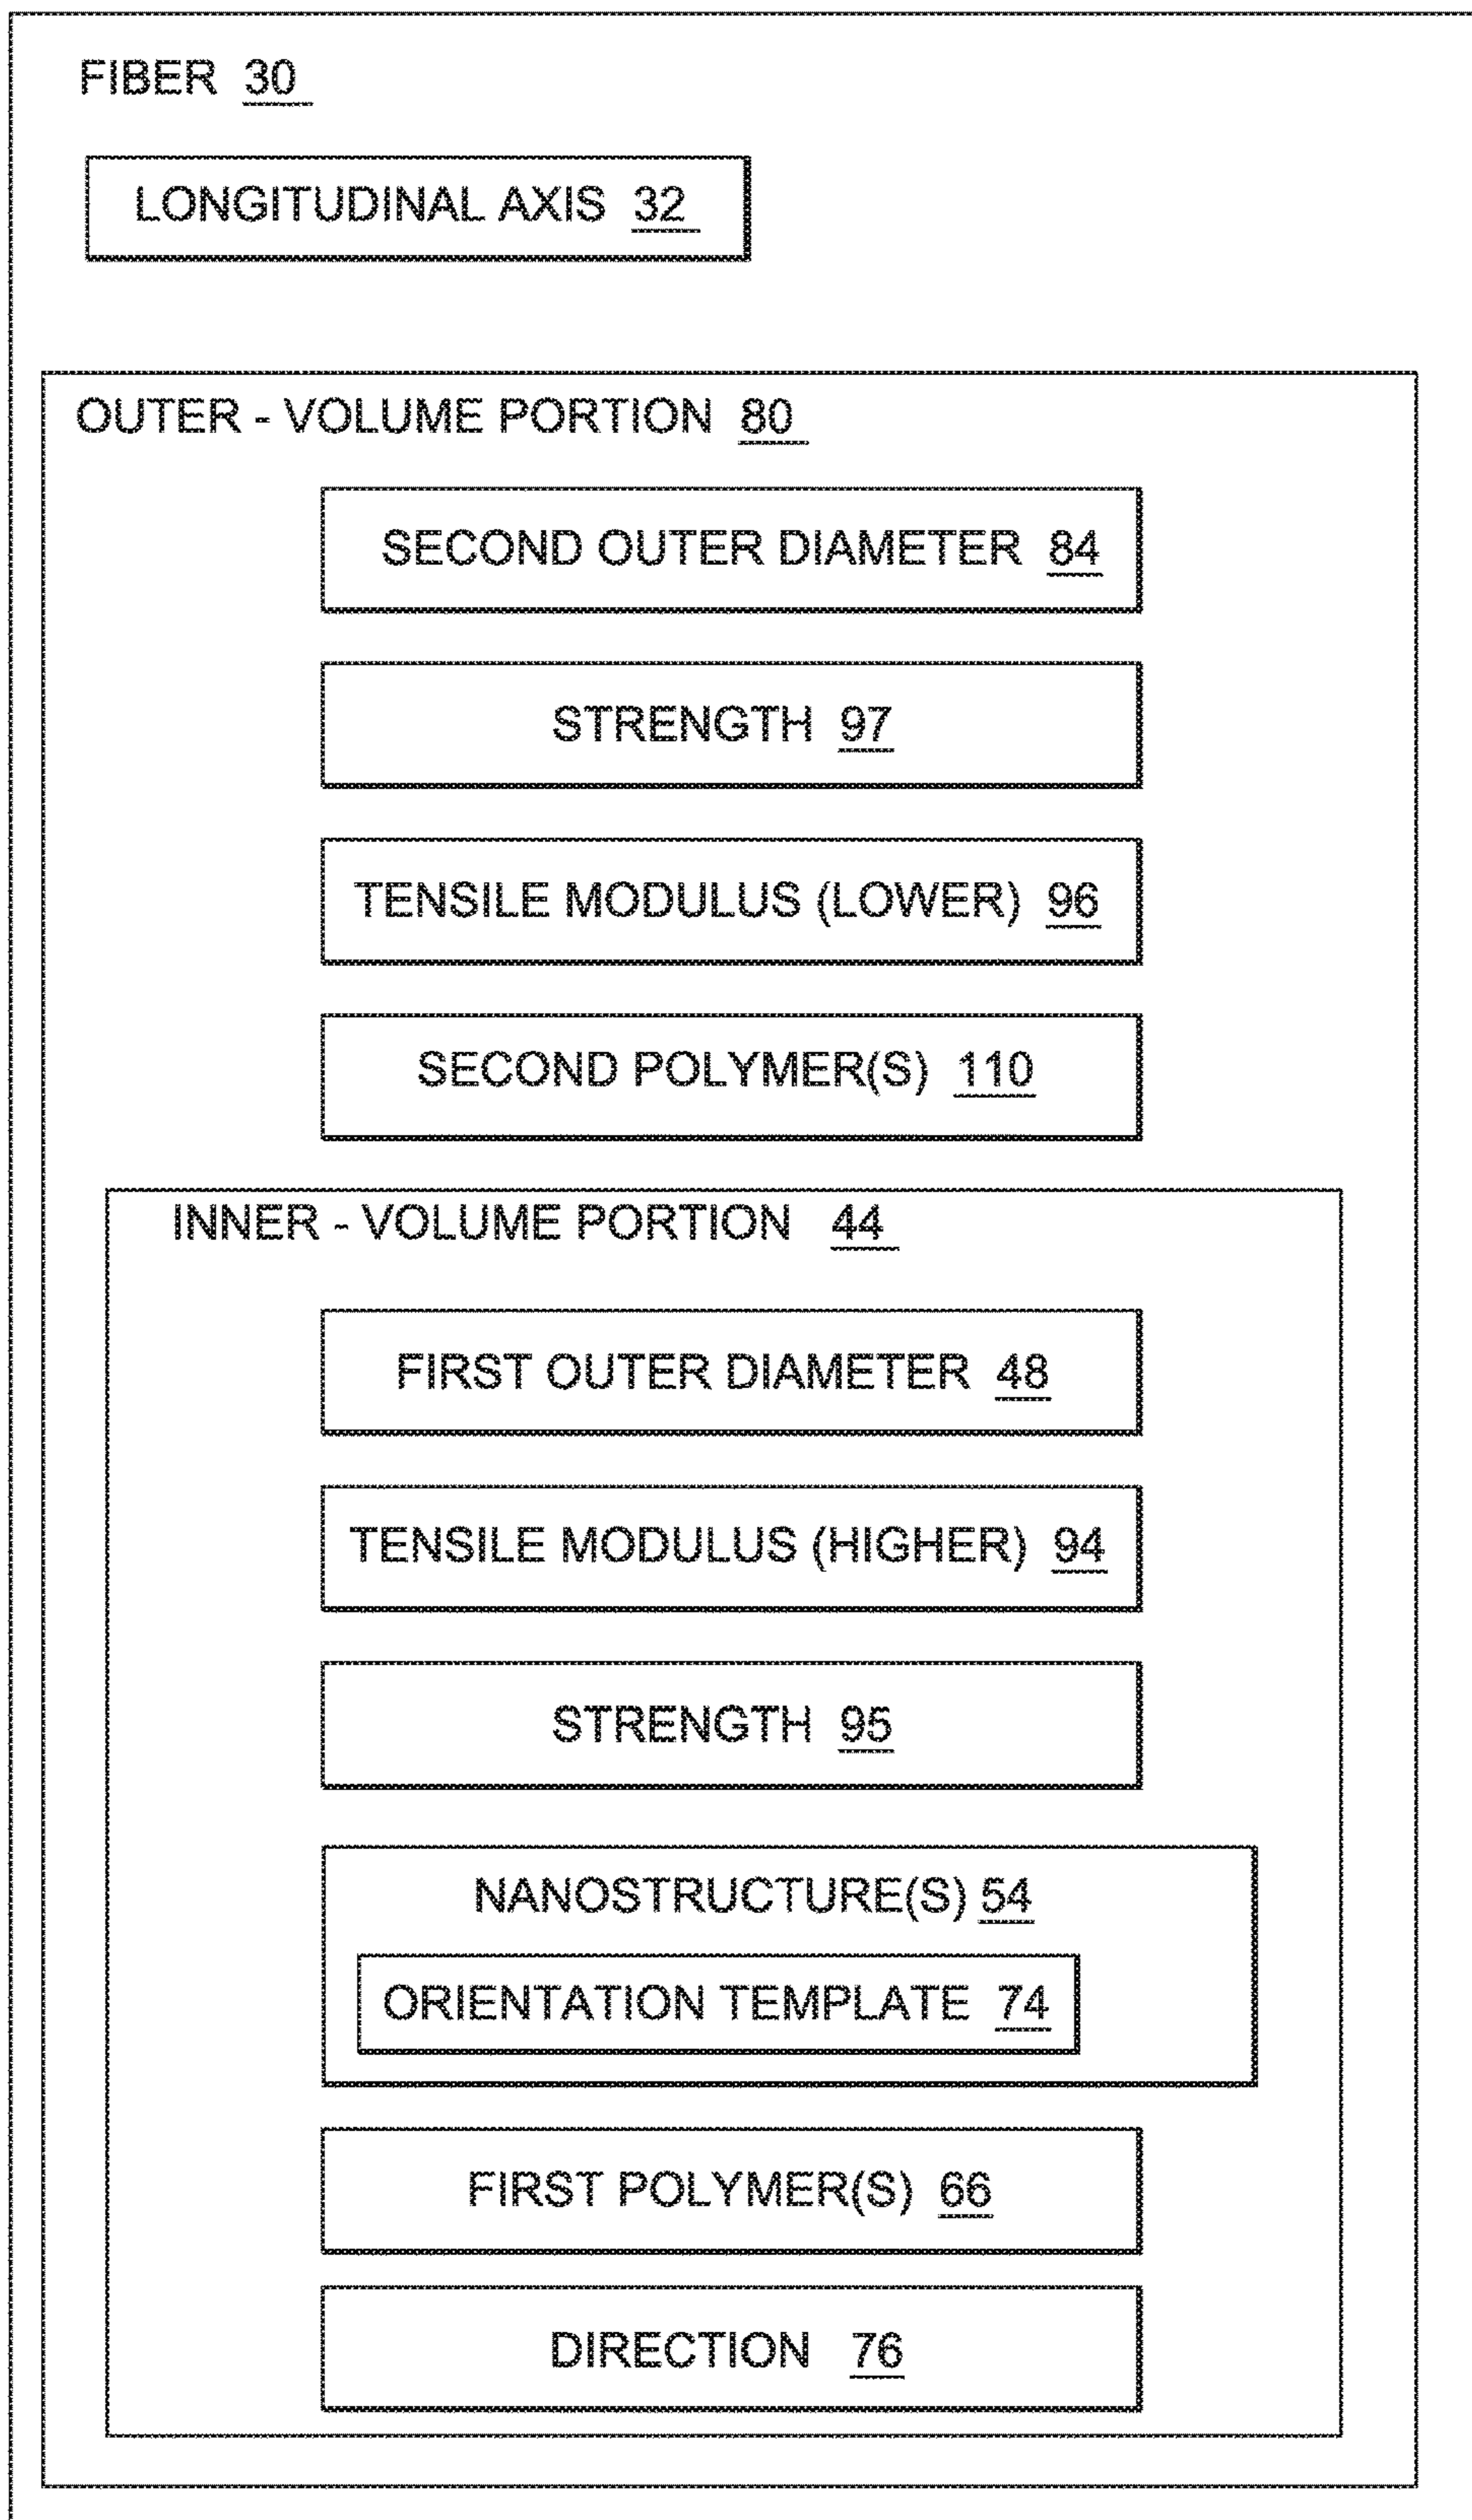 FIBER 30
LONGITUDINAL AXIS 32
OUTER - VOLUME PORTION 80
SECOND OUTER DIAMETER 84
STRENGTH 97
TENSILE MODULUS (LOWER) 96
SECOND POLYMER(S) 110
INNER - VOLUME PORTION 44
FIRST OUTER DIAMETER 48
TENSILE MODULUS (HIGHER) 94
STRENGTH 95
NANOSTRUCTURE(S) 54
ORIENTATION TEMPLATE 74
FIRST POLYMER(S) 66
DIRECTION 76